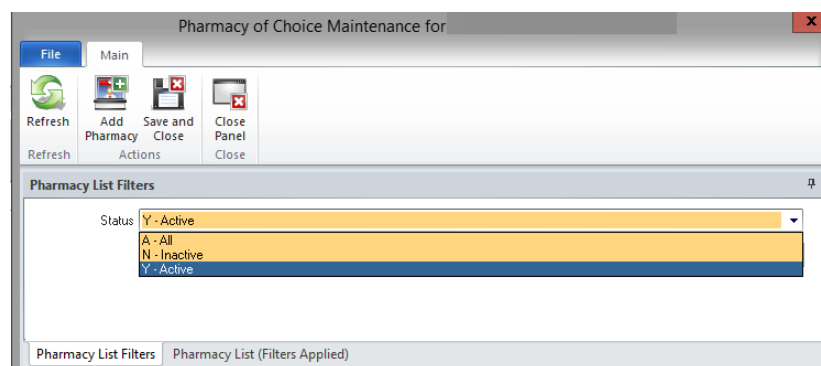 Pharmacy of Choice Maintenance for
x
File Main
Refresh Add Pharmacy Save and Close Close Panel
Refresh Actions Close
Pharmacy List Filters
Status Y - Active
A - All
N - Inactive
Y - Active
Pharmacy List Filters Pharmacy List (Filters Applied)